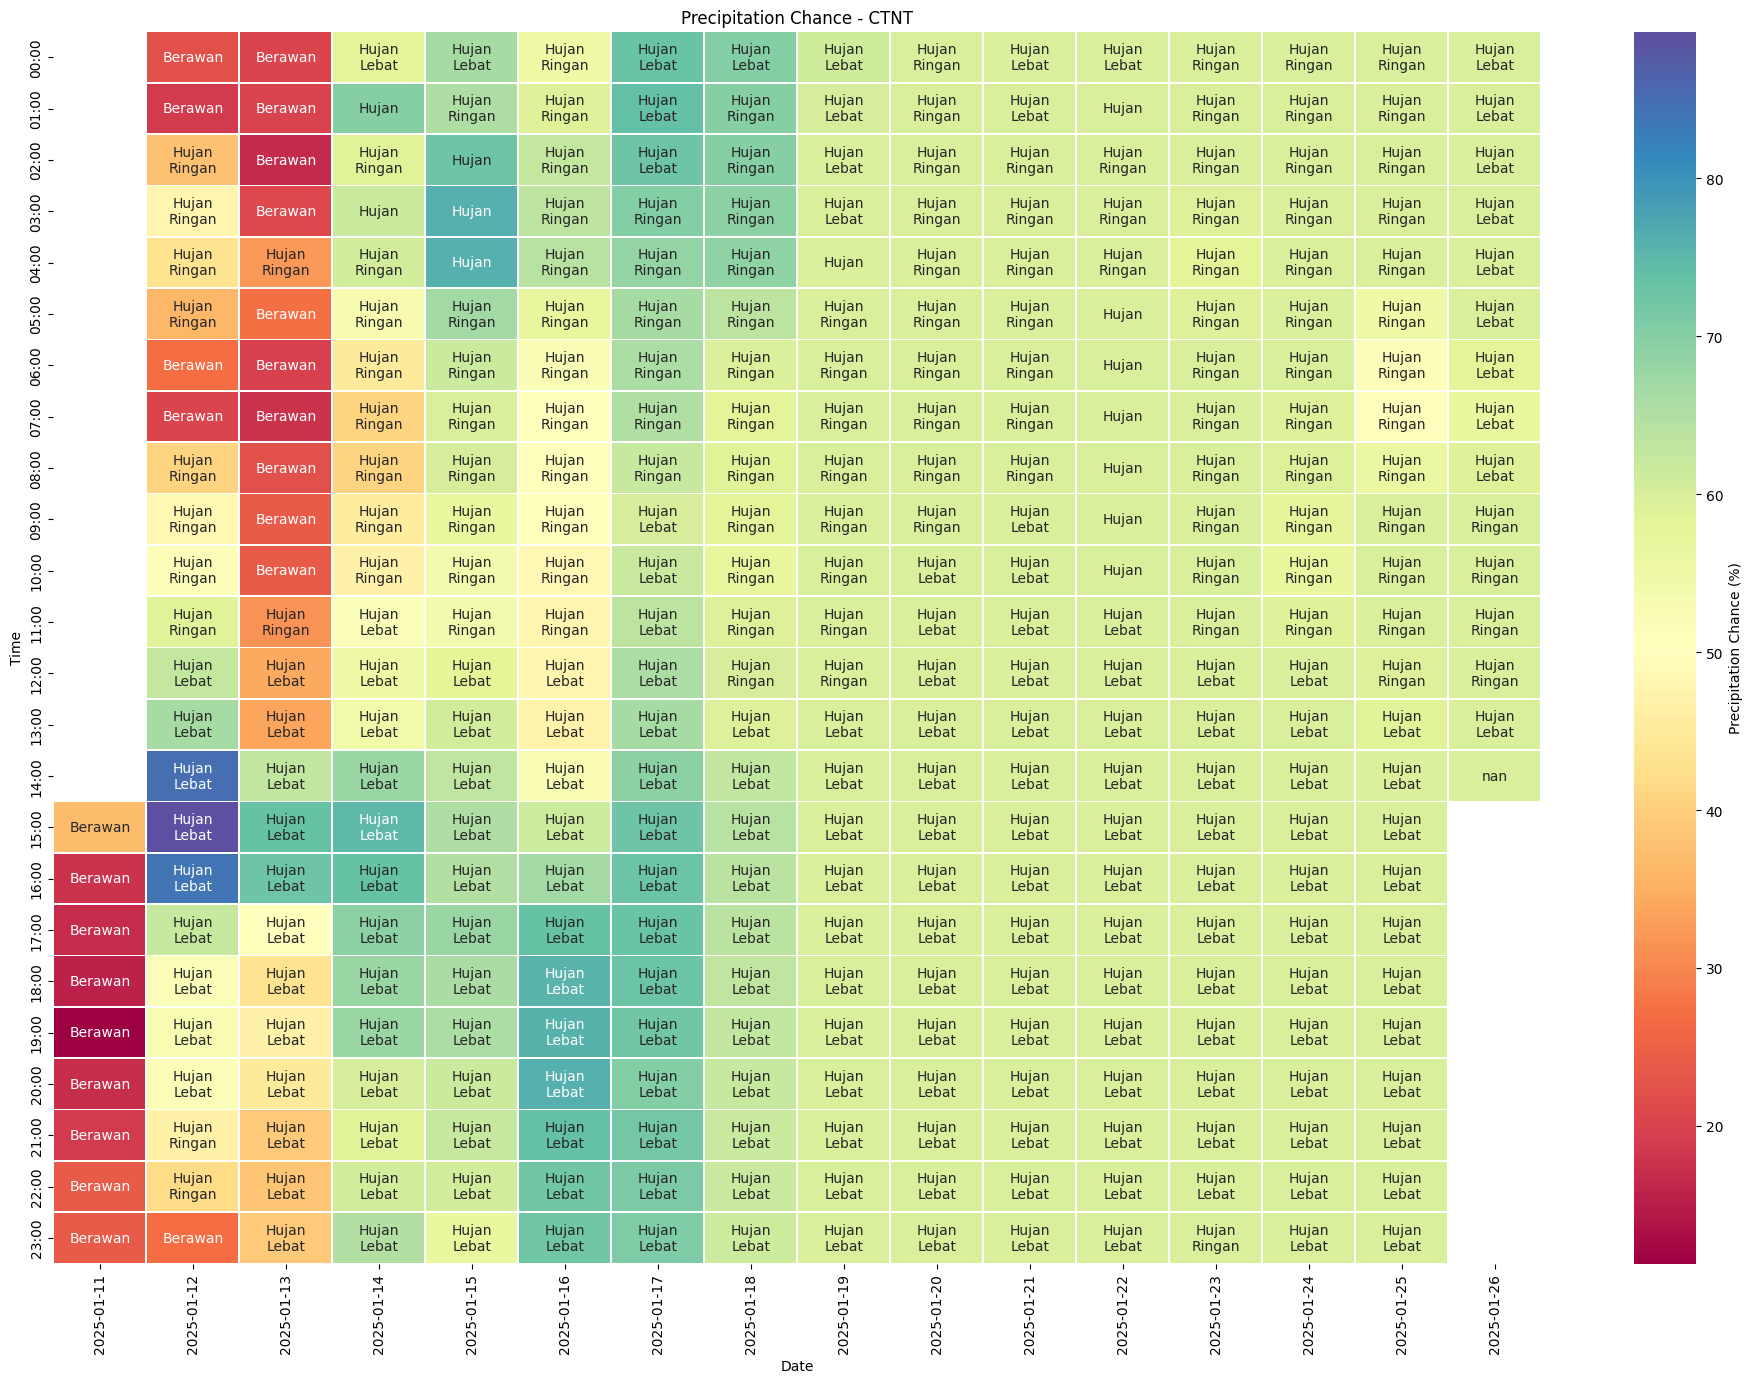 Precipitation Chance - CTNT
00:00 Berawan Berawan Hujan Lebat Hujan Lebat Hujan Ringan Hujan Lebat Hujan Lebat Hujan Lebat Hujan Ringan Hujan Lebat Hujan Lebat Hujan Ringan Hujan Ringan Hujan Ringan Hujan Lebat
01:00 Berawan Berawan Hujan Hujan Ringan Hujan Ringan Hujan Lebat Hujan Ringan Hujan Lebat Hujan Ringan Hujan Lebat Hujan Hujan Ringan Hujan Ringan Hujan Ringan Hujan Lebat
02:00 Hujan Ringan Berawan Hujan Ringan Hujan Hujan Ringan Hujan Lebat Hujan Ringan Hujan Lebat Hujan Ringan Hujan Ringan Hujan Ringan Hujan Ringan Hujan Ringan Hujan Ringan Hujan Lebat
03:00 Hujan Ringan Berawan Hujan Hujan Hujan Ringan Hujan Ringan Hujan Ringan Hujan Lebat Hujan Ringan Hujan Ringan Hujan Ringan Hujan Ringan Hujan Ringan Hujan Ringan Hujan Lebat
04:00 Hujan Ringan Hujan Ringan Hujan Ringan Hujan Hujan Ringan Hujan Ringan Hujan Ringan Hujan Hujan Ringan Hujan Ringan Hujan Ringan Hujan Ringan Hujan Ringan Hujan Ringan Hujan Lebat
05:00 Hujan Ringan Berawan Hujan Ringan Hujan Ringan Hujan Ringan Hujan Ringan Hujan Ringan Hujan Ringan Hujan Ringan Hujan Ringan Hujan Hujan Ringan Hujan Ringan Hujan Ringan Hujan Lebat
06:00 Berawan Berawan Hujan Ringan Hujan Ringan Hujan Ringan Hujan Ringan Hujan Ringan Hujan Ringan Hujan Ringan Hujan Ringan Hujan Hujan Ringan Hujan Ringan Hujan Ringan Hujan Lebat
07:00 Berawan Berawan Hujan Ringan Hujan Ringan Hujan Ringan Hujan Ringan Hujan Ringan Hujan Ringan Hujan Ringan Hujan Ringan Hujan Hujan Ringan Hujan Ringan Hujan Ringan Hujan Lebat
08:00 Hujan Ringan Berawan Hujan Ringan Hujan Ringan Hujan Ringan Hujan Ringan Hujan Ringan Hujan Ringan Hujan Ringan Hujan Ringan Hujan Hujan Ringan Hujan Ringan Hujan Ringan Hujan Lebat
09:00 Hujan Ringan Berawan Hujan Ringan Hujan Ringan Hujan Ringan Hujan Lebat Hujan Ringan Hujan Ringan Hujan Ringan Hujan Lebat Hujan Hujan Ringan Hujan Ringan Hujan Ringan Hujan Ringan
10:00 Hujan Ringan Berawan Hujan Ringan Hujan Ringan Hujan Ringan Hujan Lebat Hujan Ringan Hujan Ringan Hujan Lebat Hujan Lebat Hujan Hujan Ringan Hujan Ringan Hujan Ringan Hujan Ringan
11:00 Hujan Ringan Hujan Ringan Hujan Lebat Hujan Ringan Hujan Ringan Hujan Lebat Hujan Ringan Hujan Ringan Hujan Lebat Hujan Lebat Hujan Lebat Hujan Ringan Hujan Ringan Hujan Ringan Hujan Ringan
12:00 Hujan Lebat Hujan Lebat Hujan Lebat Hujan Lebat Hujan Lebat Hujan Lebat Hujan Ringan Hujan Ringan Hujan Lebat Hujan Lebat Hujan Lebat Hujan Lebat Hujan Lebat Hujan Ringan Hujan Ringan
13:00 Hujan Lebat Hujan Lebat Hujan Lebat Hujan Lebat Hujan Lebat Hujan Lebat Hujan Lebat Hujan Lebat Hujan Lebat Hujan Lebat Hujan Lebat Hujan Lebat Hujan Lebat Hujan Lebat Hujan Lebat
14:00 Hujan Lebat Hujan Lebat Hujan Lebat Hujan Lebat Hujan Lebat Hujan Lebat Hujan Lebat Hujan Lebat Hujan Lebat Hujan Lebat Hujan Lebat Hujan Lebat Hujan Lebat Hujan Lebat nan
15:00 Berawan Hujan Lebat Hujan Lebat Hujan Lebat Hujan Lebat Hujan Lebat Hujan Lebat Hujan Lebat Hujan Lebat Hujan Lebat Hujan Lebat Hujan Lebat Hujan Lebat Hujan Lebat Hujan Lebat
16:00 Berawan Hujan Lebat Hujan Lebat Hujan Lebat Hujan Lebat Hujan Lebat Hujan Lebat Hujan Lebat Hujan Lebat Hujan Lebat Hujan Lebat Hujan Lebat Hujan Lebat Hujan Lebat Hujan Lebat
17:00 Berawan Hujan Lebat Hujan Lebat Hujan Lebat Hujan Lebat Hujan Lebat Hujan Lebat Hujan Lebat Hujan Lebat Hujan Lebat Hujan Lebat Hujan Lebat Hujan Lebat Hujan Lebat Hujan Lebat
18:00 Berawan Hujan Lebat Hujan Lebat Hujan Lebat Hujan Lebat Hujan Lebat Hujan Lebat Hujan Lebat Hujan Lebat Hujan Lebat Hujan Lebat Hujan Lebat Hujan Lebat Hujan Lebat Hujan Lebat
19:00 Berawan Hujan Lebat Hujan Lebat Hujan Lebat Hujan Lebat Hujan Lebat Hujan Lebat Hujan Lebat Hujan Lebat Hujan Lebat Hujan Lebat Hujan Lebat Hujan Lebat Hujan Lebat Hujan Lebat
20:00 Berawan Hujan Lebat Hujan Lebat Hujan Lebat Hujan Lebat Hujan Lebat Hujan Lebat Hujan Lebat Hujan Lebat Hujan Lebat Hujan Lebat Hujan Lebat Hujan Lebat Hujan Lebat Hujan Lebat
21:00 Berawan Hujan Ringan Hujan Lebat Hujan Lebat Hujan Lebat Hujan Lebat Hujan Lebat Hujan Lebat Hujan Lebat Hujan Lebat Hujan Lebat Hujan Lebat Hujan Lebat Hujan Lebat Hujan Lebat
22:00 Berawan Hujan Ringan Hujan Lebat Hujan Lebat Hujan Lebat Hujan Lebat Hujan Lebat Hujan Lebat Hujan Lebat Hujan Lebat Hujan Lebat Hujan Lebat Hujan Lebat Hujan Lebat Hujan Lebat
23:00 Berawan Berawan Hujan Lebat Hujan Lebat Hujan Lebat Hujan Lebat Hujan Lebat Hujan Lebat Hujan Lebat Hujan Lebat Hujan Lebat Hujan Lebat Hujan Ringan Hujan Lebat Hujan Lebat
2025-01-11 2025-01-12 2025-01-13 2025-01-14 2025-01-15 2025-01-16 2025-01-17 2025-01-18 2025-01-19 2025-01-20 2025-01-21 2025-01-22 2025-01-23 2025-01-24 2025-01-25 2025-01-26
Date
Time
80
70
60
50
40
30
20
Precipitation Chance (%)